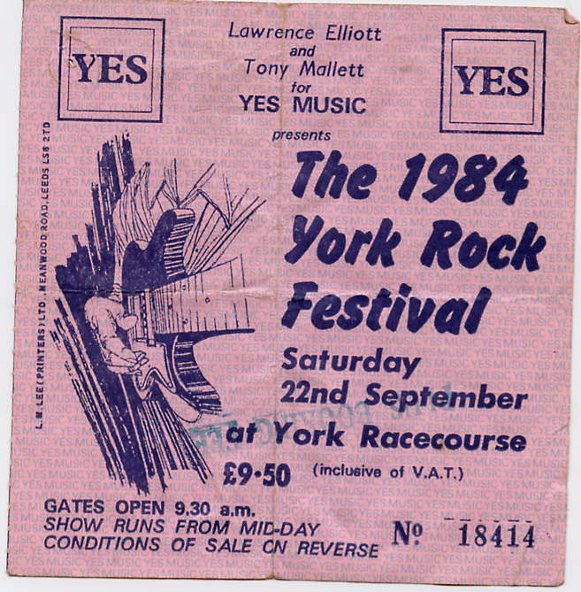 YES
Lawrence Elliott
and
Tony Mallett
for
YES MUSIC
presents
YES
The 1984
York Rock
Festival
Saturday
22nd September
at York Racecourse
£9·50 (inclusive of V.A.T.)
GATES OPEN 9.30 a.m.
SHOW RUNS FROM MID-DAY
CONDITIONS OF SALE ON REVERSE
Nº 18414
L.W. LEE (PRINTERS) LTD. MEANWOOD ROAD, LEEDS LS6 2TD